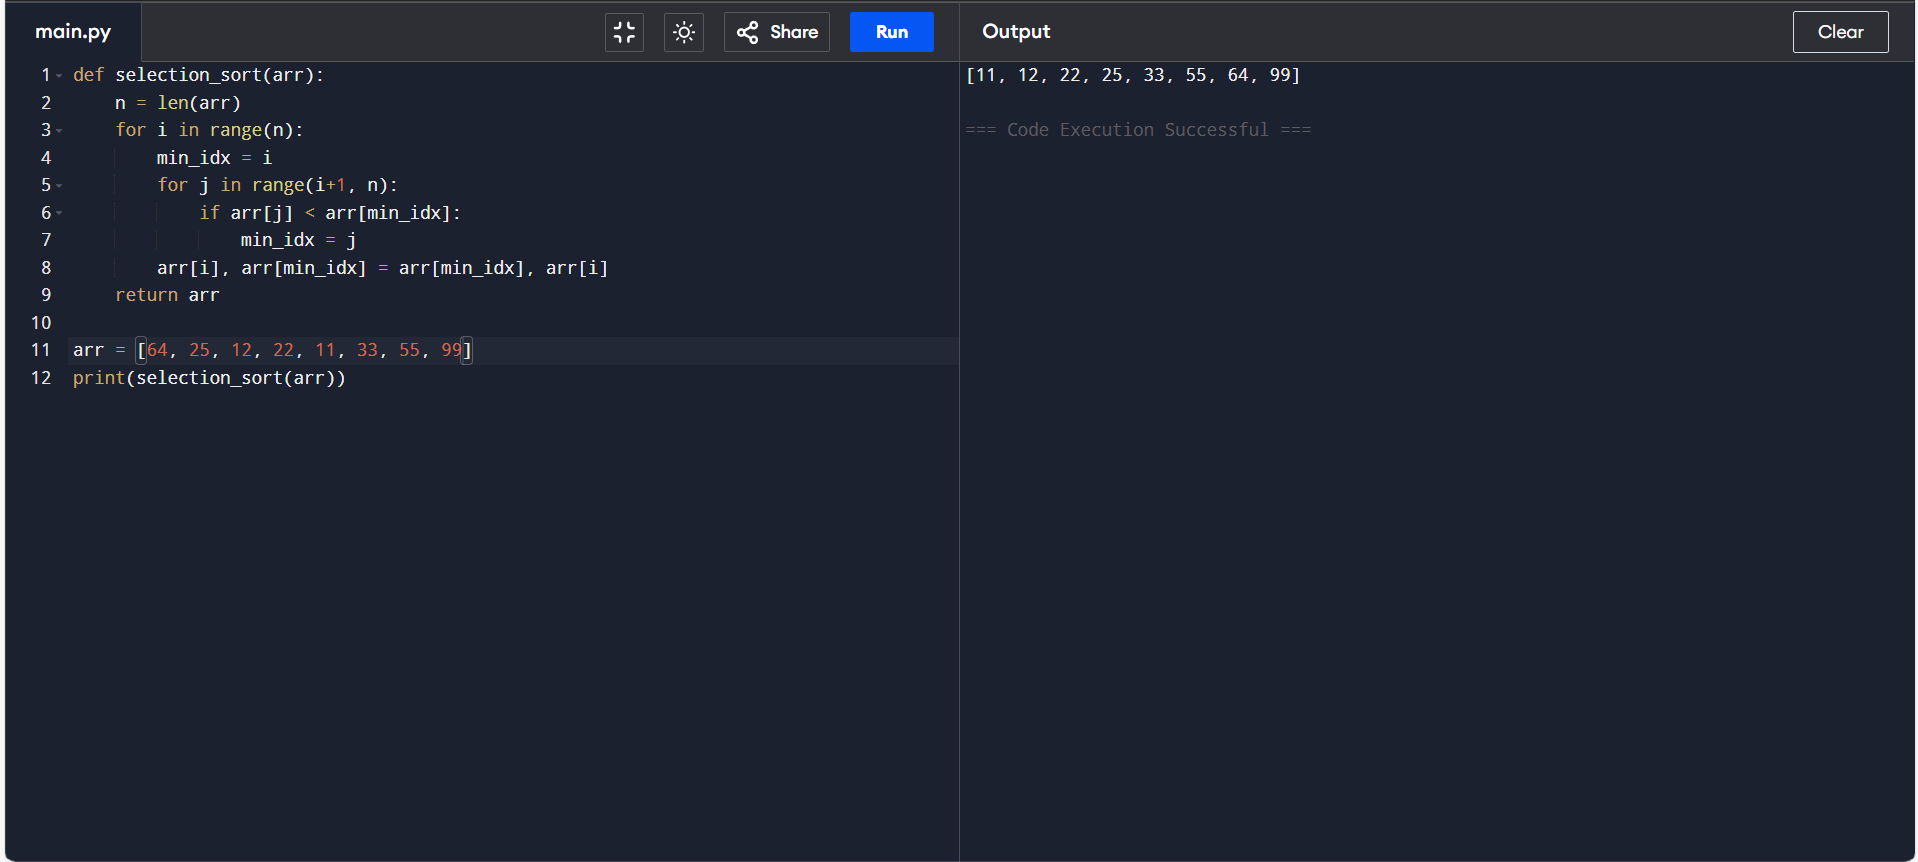 main.py
Share
Run
Output
Clear
1 def selection_sort(arr):
2     n = len(arr)
3     for i in range(n):
4         min_idx = i
5         for j in range(i+1, n):
6             if arr[j] < arr[min_idx]:
7                 min_idx = j
8         arr[i], arr[min_idx] = arr[min_idx], arr[i]
9     return arr
10
11 arr = [64, 25, 12, 22, 11, 33, 55, 99]
12 print(selection_sort(arr))
[11, 12, 22, 25, 33, 55, 64, 99]
=== Code Execution Successful ===